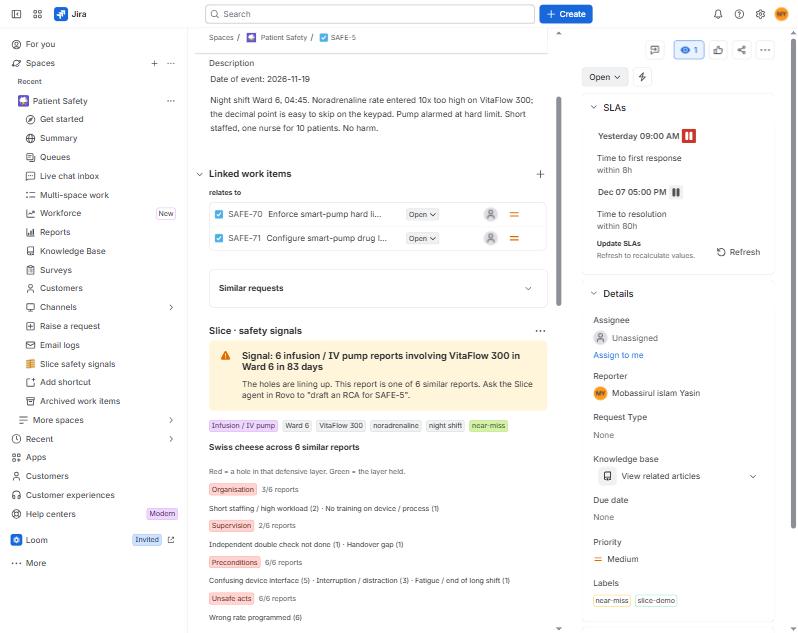 Jira
Search
+ Create
MY
For you
Spaces
Recent
Patient Safety
Get started
Summary
Queues
Live chat inbox
Multi-space work
Workforce New
Reports
Knowledge Base
Surveys
Customers
Channels
Raise a request
Email logs
Slice safety signals
Add shortcut
Archived work items
More spaces
Recent
Apps
Customers
Customer experiences
Help centers Modern
Loom Invited
More
Spaces / Patient Safety / SAFE-5
Description
Date of event: 2026-11-19
Night shift Ward 6, 04:45. Noradrenaline rate entered 10x too high on VitaFlow 300;
the decimal point is easy to skip on the keypad. Pump alarmed at hard limit. Short
staffed, one nurse for 10 patients. No harm.
Linked work items
relates to
SAFE-70 Enforce smart-pump hard li... Open
SAFE-71 Configure smart-pump drug l... Open
Similar requests
Slice · safety signals
Signal: 6 infusion / IV pump reports involving VitaFlow 300 in
Ward 6 in 83 days
The holes are lining up. This report is one of 6 similar reports. Ask the Slice
agent in Rovo to "draft an RCA for SAFE-5".
Infusion / IV pump Ward 6 VitaFlow 300 noradrenaline night shift near-miss
Swiss cheese across 6 similar reports
Red = a hole in that defensive layer. Green = the layer held.
Organisation 3/6 reports
Short staffing / high workload (2) · No training on device / process (1)
Supervision 2/6 reports
Independent double check not done (1) · Handover gap (1)
Preconditions 6/6 reports
Confusing device interface (5) · Interruption / distraction (3) · Fatigue / end of long shift (1)
Unsafe acts 6/6 reports
Wrong rate programmed (6)
1
Open
SLAs
Yesterday 09:00 AM
Time to first response
within 8h
Dec 07 05:00 PM
Time to resolution
within 80h
Update SLAs
Refresh to recalculate values.
Refresh
Details
Assignee
Unassigned
Assign to me
Reporter
MY Mobassirul islam Yasin
Request Type
None
Knowledge base
View related articles
Due date
None
Priority
Medium
Labels
near-miss slice-demo